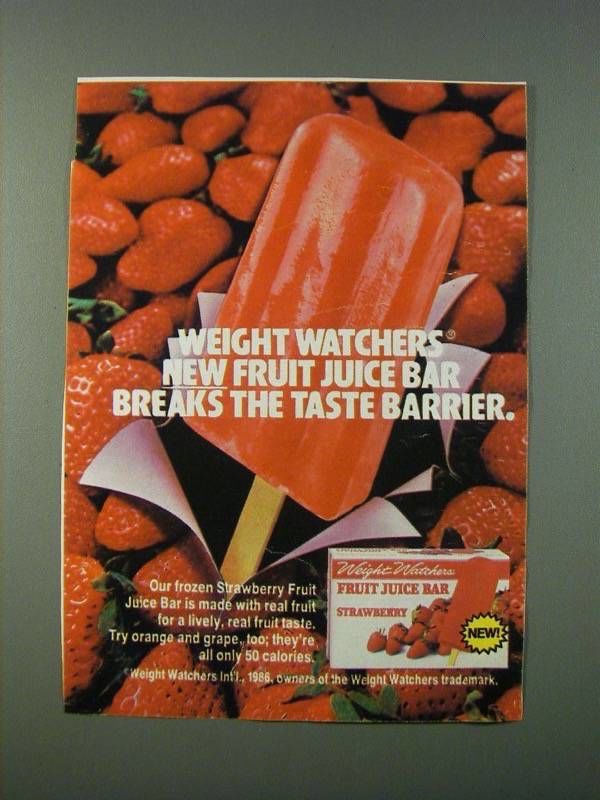 WEIGHT WATCHERS®
NEW FRUIT JUICE BAR
BREAKS THE TASTE BARRIER.
Our frozen Strawberry Fruit
Juice Bar is made with real fruit
for a lively, real fruit taste.
Try orange and grape, too; they're
all only 50 calories.
Weight Watchers
FRUIT JUICE BAR
STRAWBERRY
NEW!
©Weight Watchers Int'l., 1986, owners of the Weight Watchers trademark.